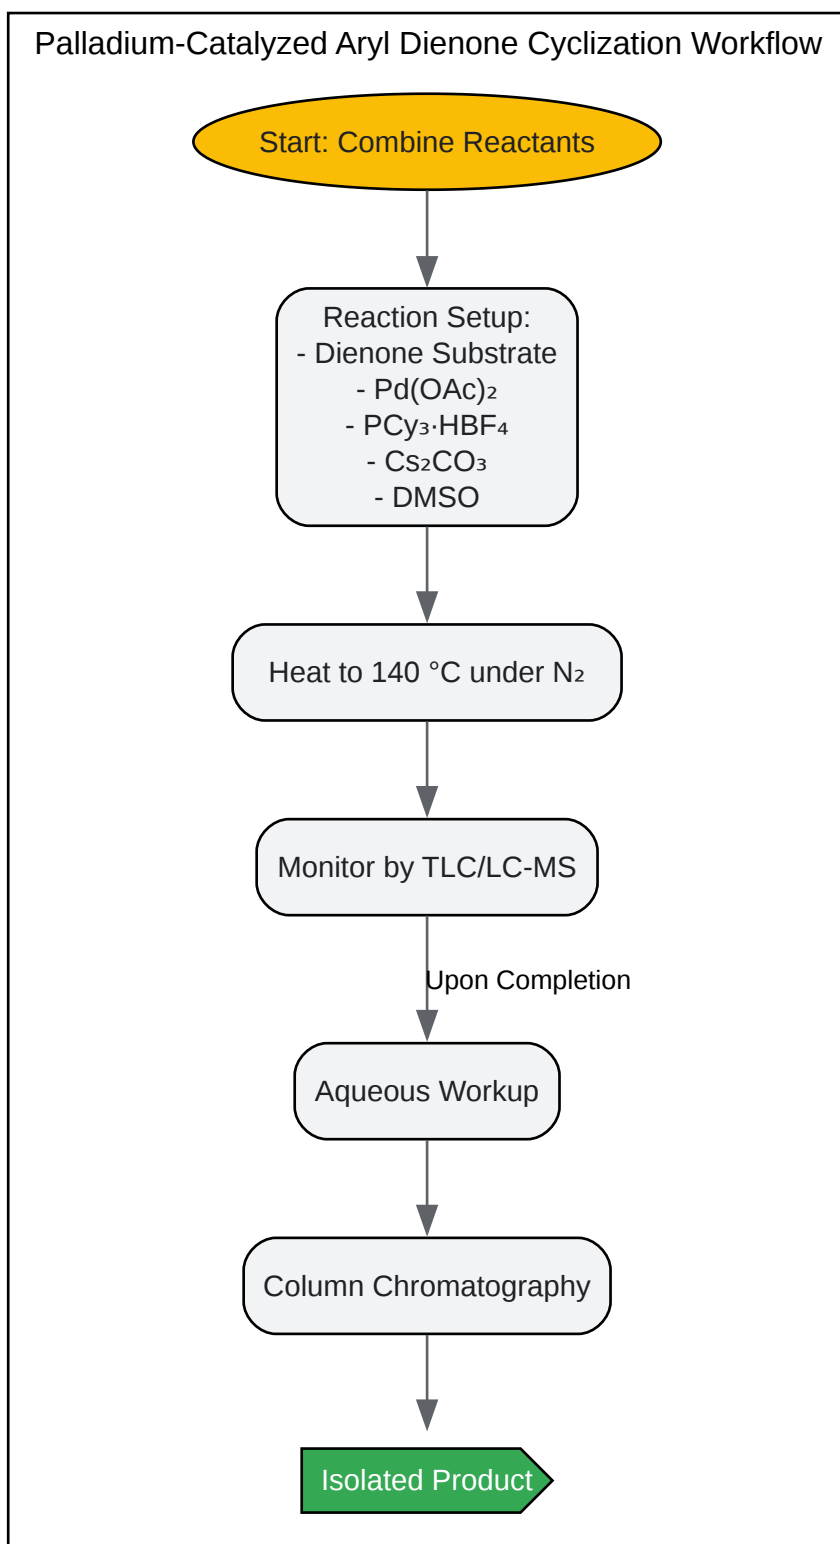 Palladium-Catalyzed Aryl Dienone Cyclization Workflow
Start: Combine Reactants
Reaction Setup:
- Dienone Substrate
- Pd(OAc)₂
- PCy₃·HBF₄
- Cs₂CO₃
- DMSO
Heat to 140 °C under N₂
Monitor by TLC/LC-MS
Upon Completion
Aqueous Workup
Column Chromatography
Isolated Product